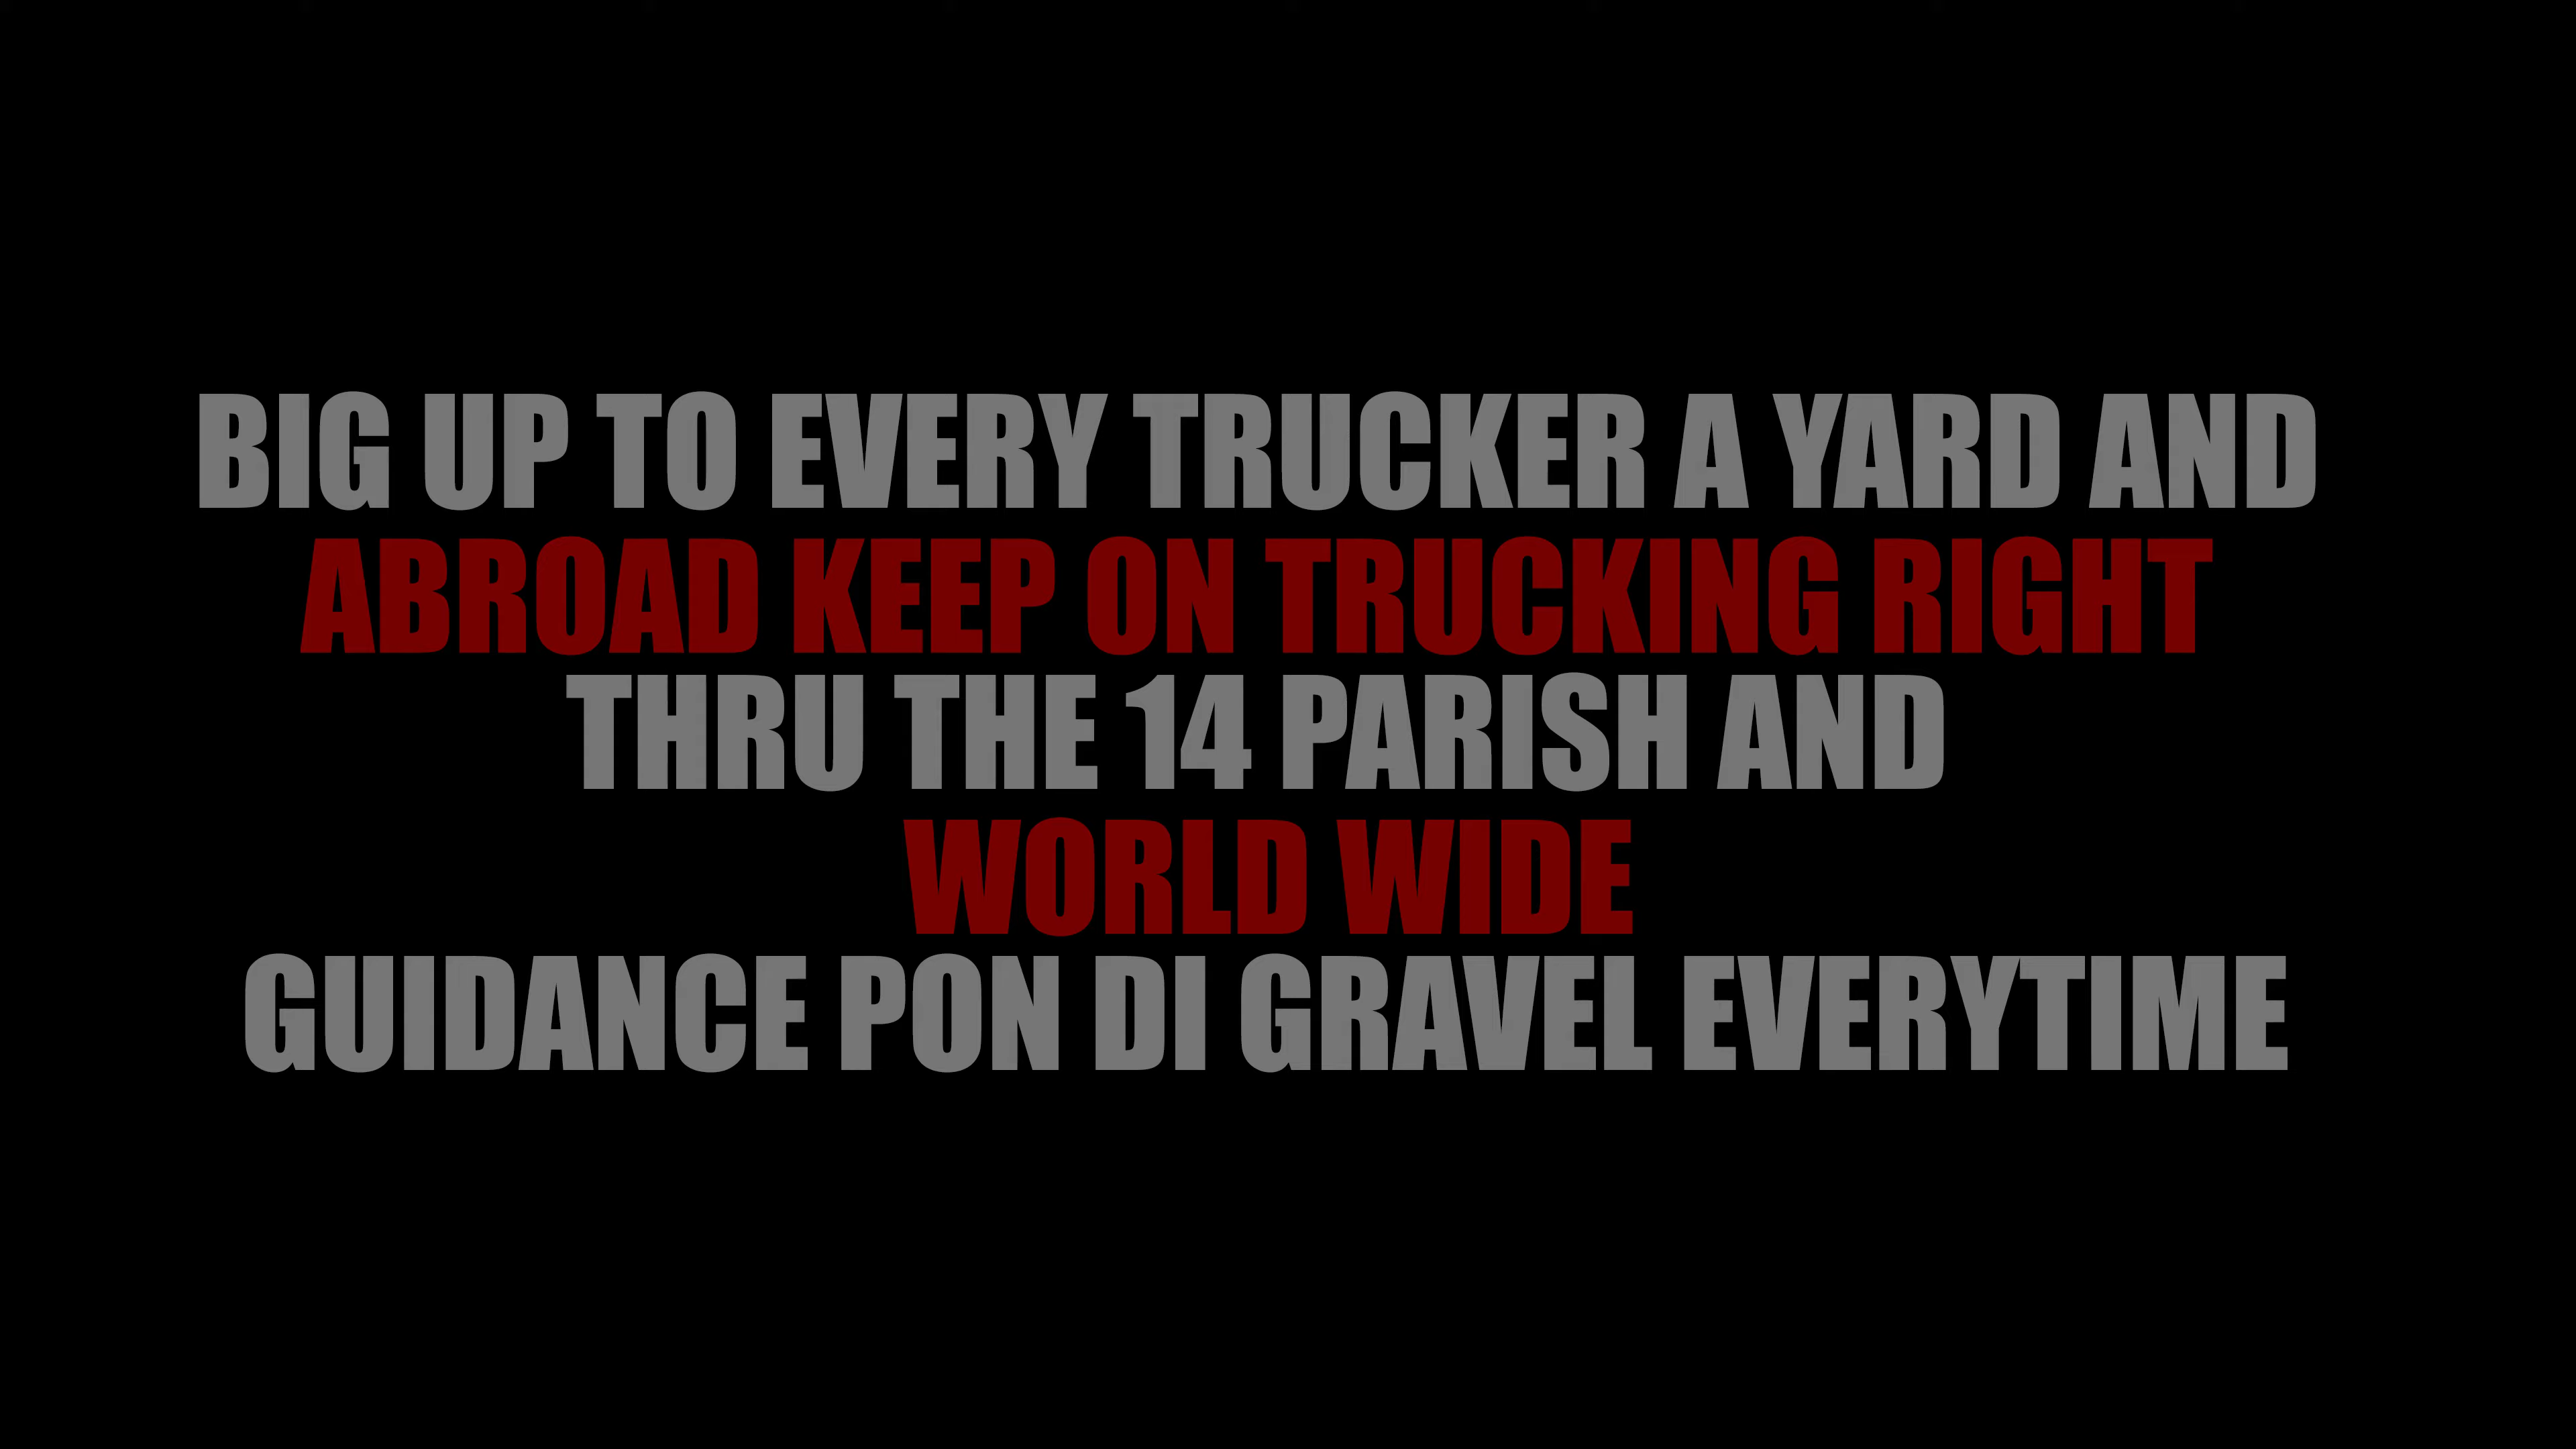 BIG UP TO EVERY TRUCKER A YARD AND
ABROAD KEEP ON TRUCKING RIGHT
THRU THE 14 PARISH AND
WORLD WIDE
GUIDANCE PON DI GRAVEL EVERYTIME